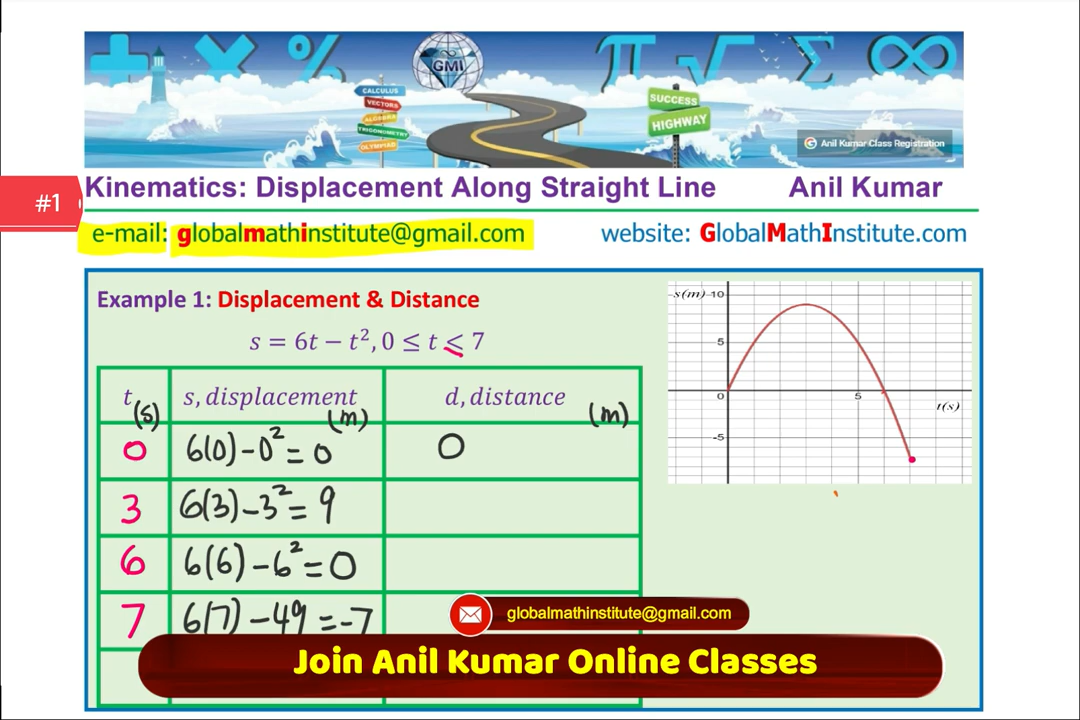 + × % GMI π √ Σ ∞
CALCULUS
VECTORS
ALGEBRA
TRIGONOMETRY
OLYMPIAD
SUCCESS
HIGHWAY
G Anil Kumar Class Registration
#1
Kinematics: Displacement Along Straight Line Anil Kumar
e-mail: globalmathinstitute@gmail.com website: GlobalMathInstitute.com
Example 1: Displacement & Distance
s = 6t − t², 0 ≤ t ≤ 7
t (s) s, displacement (m) d, distance (m)
0 6(0)-0²=0 0
3 6(3)-3²=9
6 6(6)-6²=0
7 6(7)-49=-7
s(m) 10
5
0 5 t(s)
-5
globalmathinstitute@gmail.com
Join Anil Kumar Online Classes